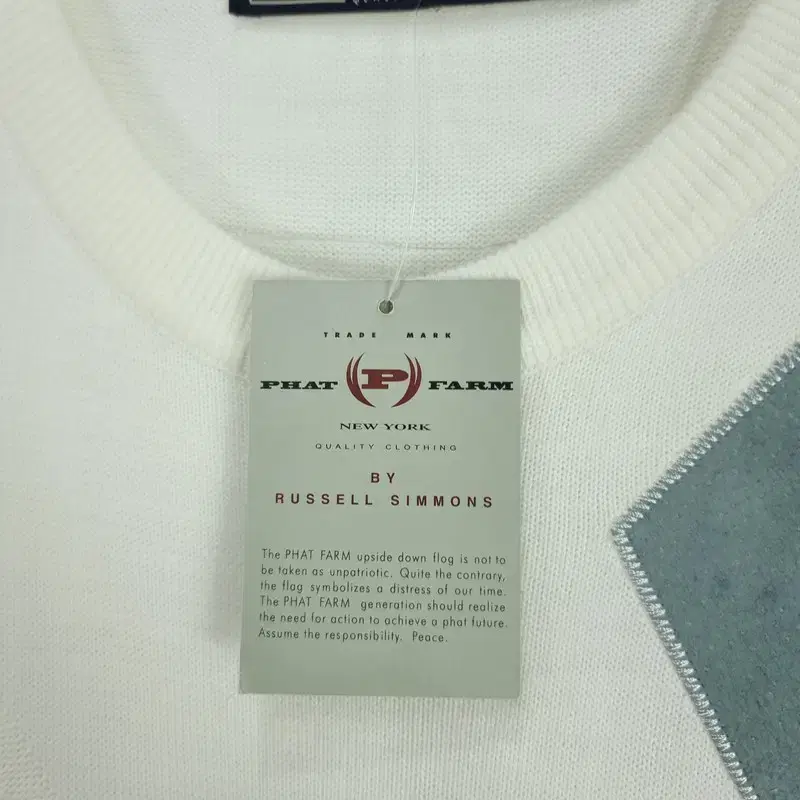 TRADE MARK
PHAT P FARM
NEW YORK
QUALITY CLOTHING
BY
RUSSELL SIMMONS
The PHAT FARM upside down flog is not to
be taken as unpatriotic. Quite the contrary,
the flag symbolizes a distress of our time.
The PHAT FARM generation should realize
the need for action to achieve a phat future.
Assume the responsibility. Peace.